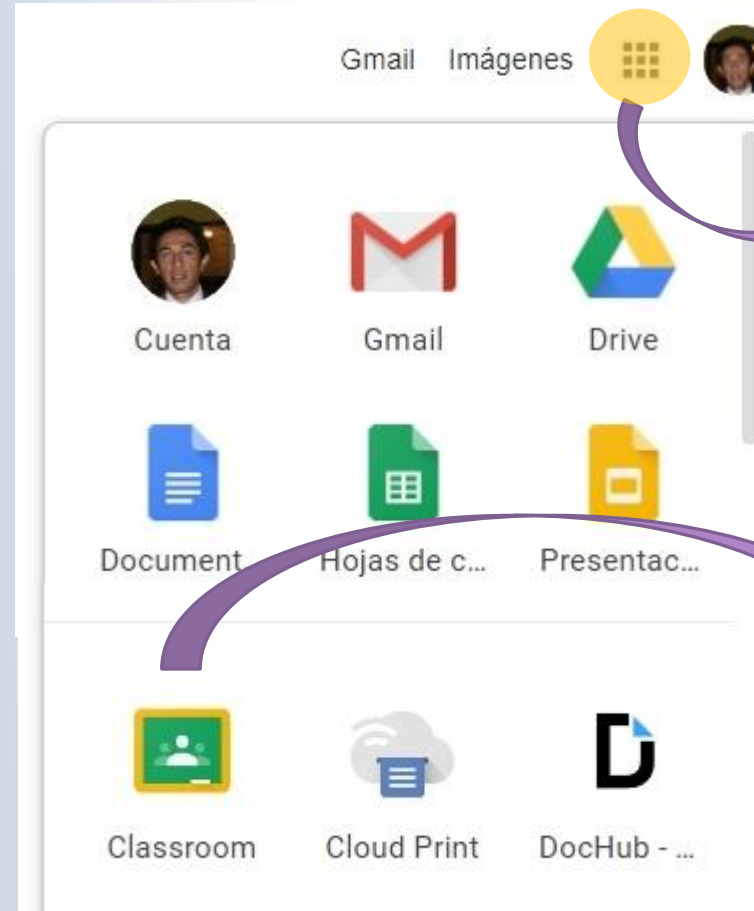 Gmail Imágenes
Cuenta Gmail Drive
Document... Hojas de c... Presentac...
Classroom Cloud Print DocHub - ...